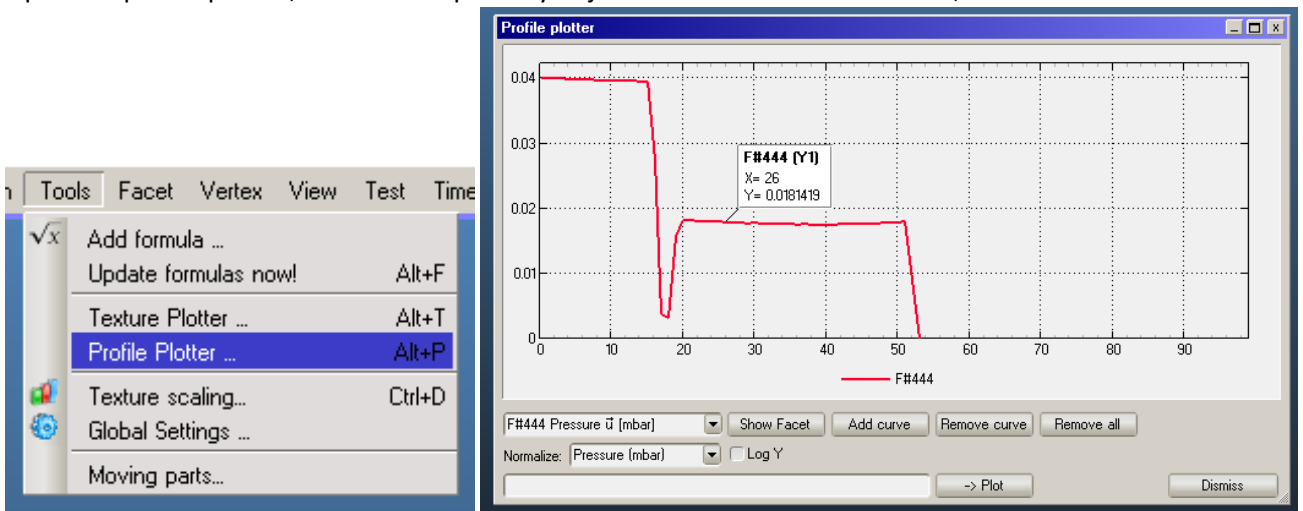 Tools Facet Vertex View Test Time
√x Add formula ...
Update formulas now! Alt+F
Texture Plotter ... Alt+T
Profile Plotter ... Alt+P
Texture scaling... Ctrl+D
Global Settings ...
Moving parts...
Profile plotter
0.04
0.03
0.02
0.01
0
0 10 20 30 40 50 60 70 80 90
F#444 (Y1)
X= 26
Y= 0.0181419
F#444
F#444 Pressure u⃗ [mbar] Show Facet Add curve Remove curve Remove all
Normalize: Pressure (mbar) Log Y
-> Plot Dismiss